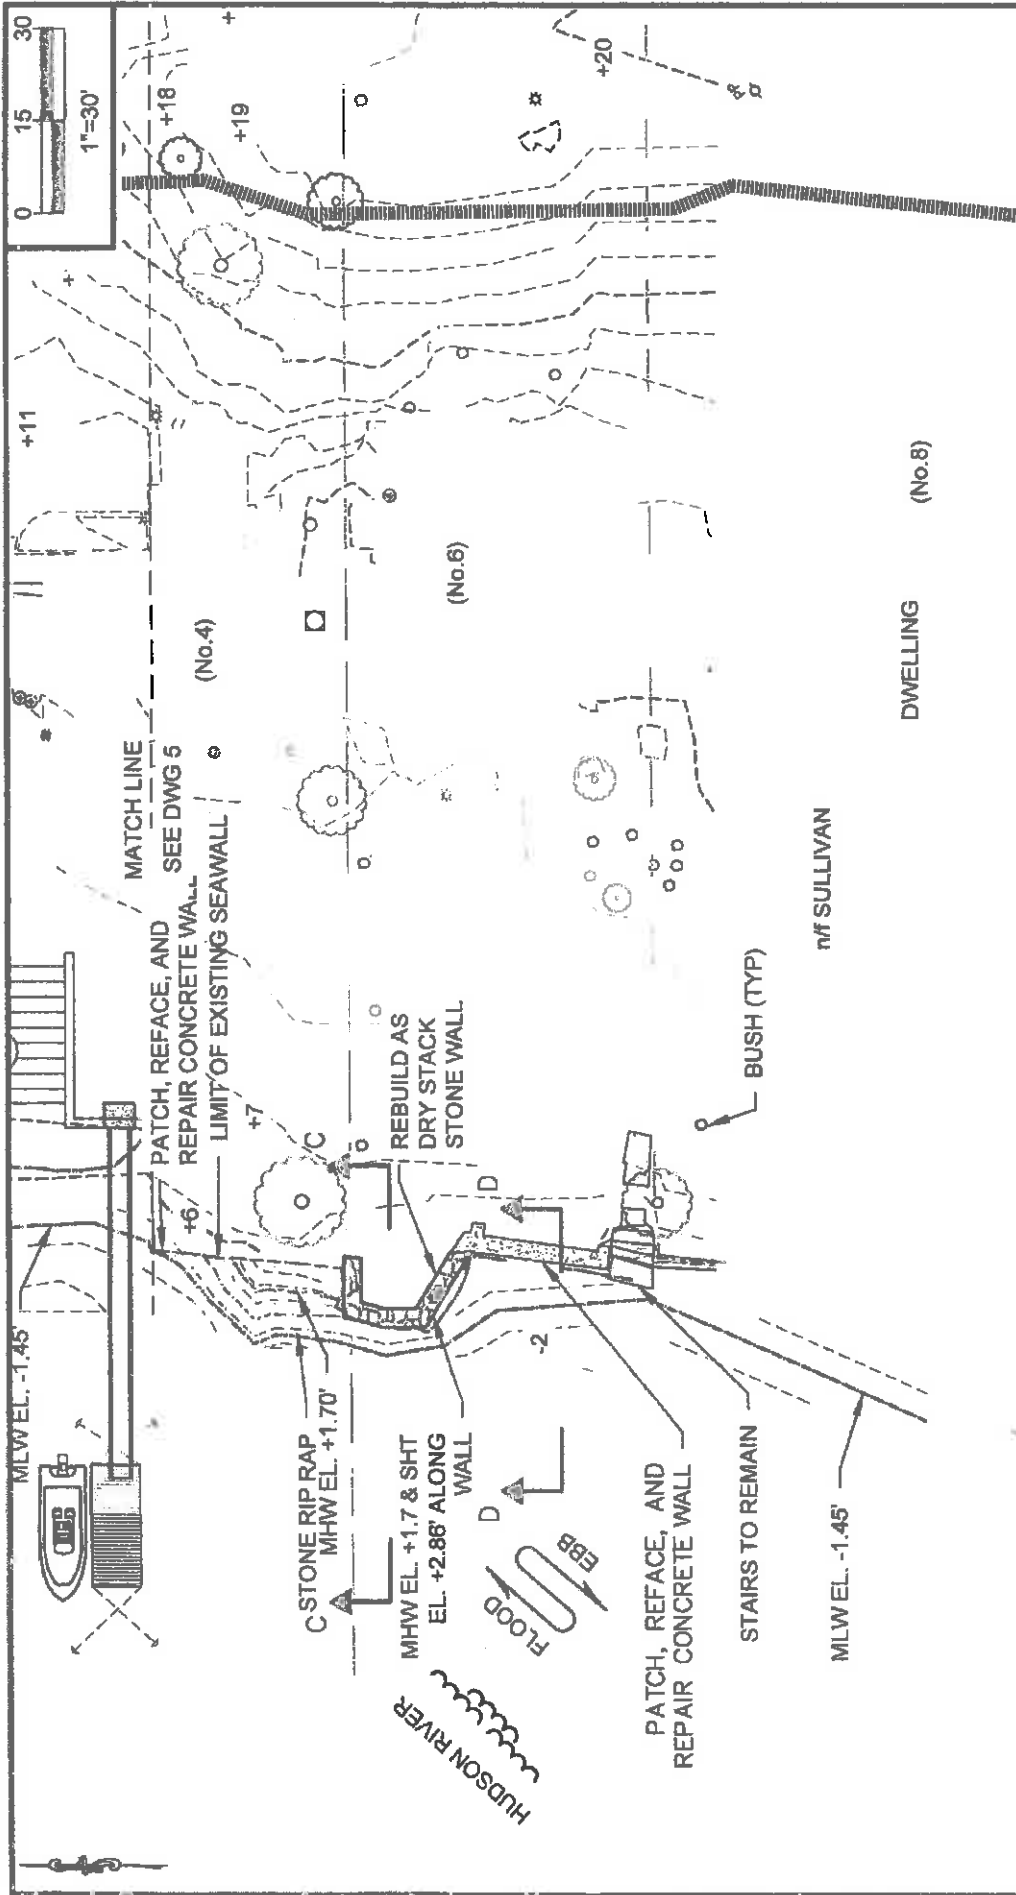 0 15 30
1"=30'
+18
+19
+20
+11
(No.4)
(No.6)
(No.8)
DWELLING
n/f SULLIVAN
MATCH LINE
SEE DWG 5
PATCH, REFACE, AND
REPAIR CONCRETE WALL
LIMIT OF EXISTING SEAWALL
+7
+6
C
REBUILD AS
DRY STACK
STONE WALL
D
BUSH (TYP)
MLW EL. -1.45'
STONE RIP RAP
MHW EL. +1.70'
C
MHW EL. +1.7 & SHT
EL. +2.86' ALONG
WALL
-2
D
FLOOD
EBB
HUDSON RIVER
PATCH, REFACE, AND
REPAIR CONCRETE WALL
STAIRS TO REMAIN
MLW EL. -1.45'